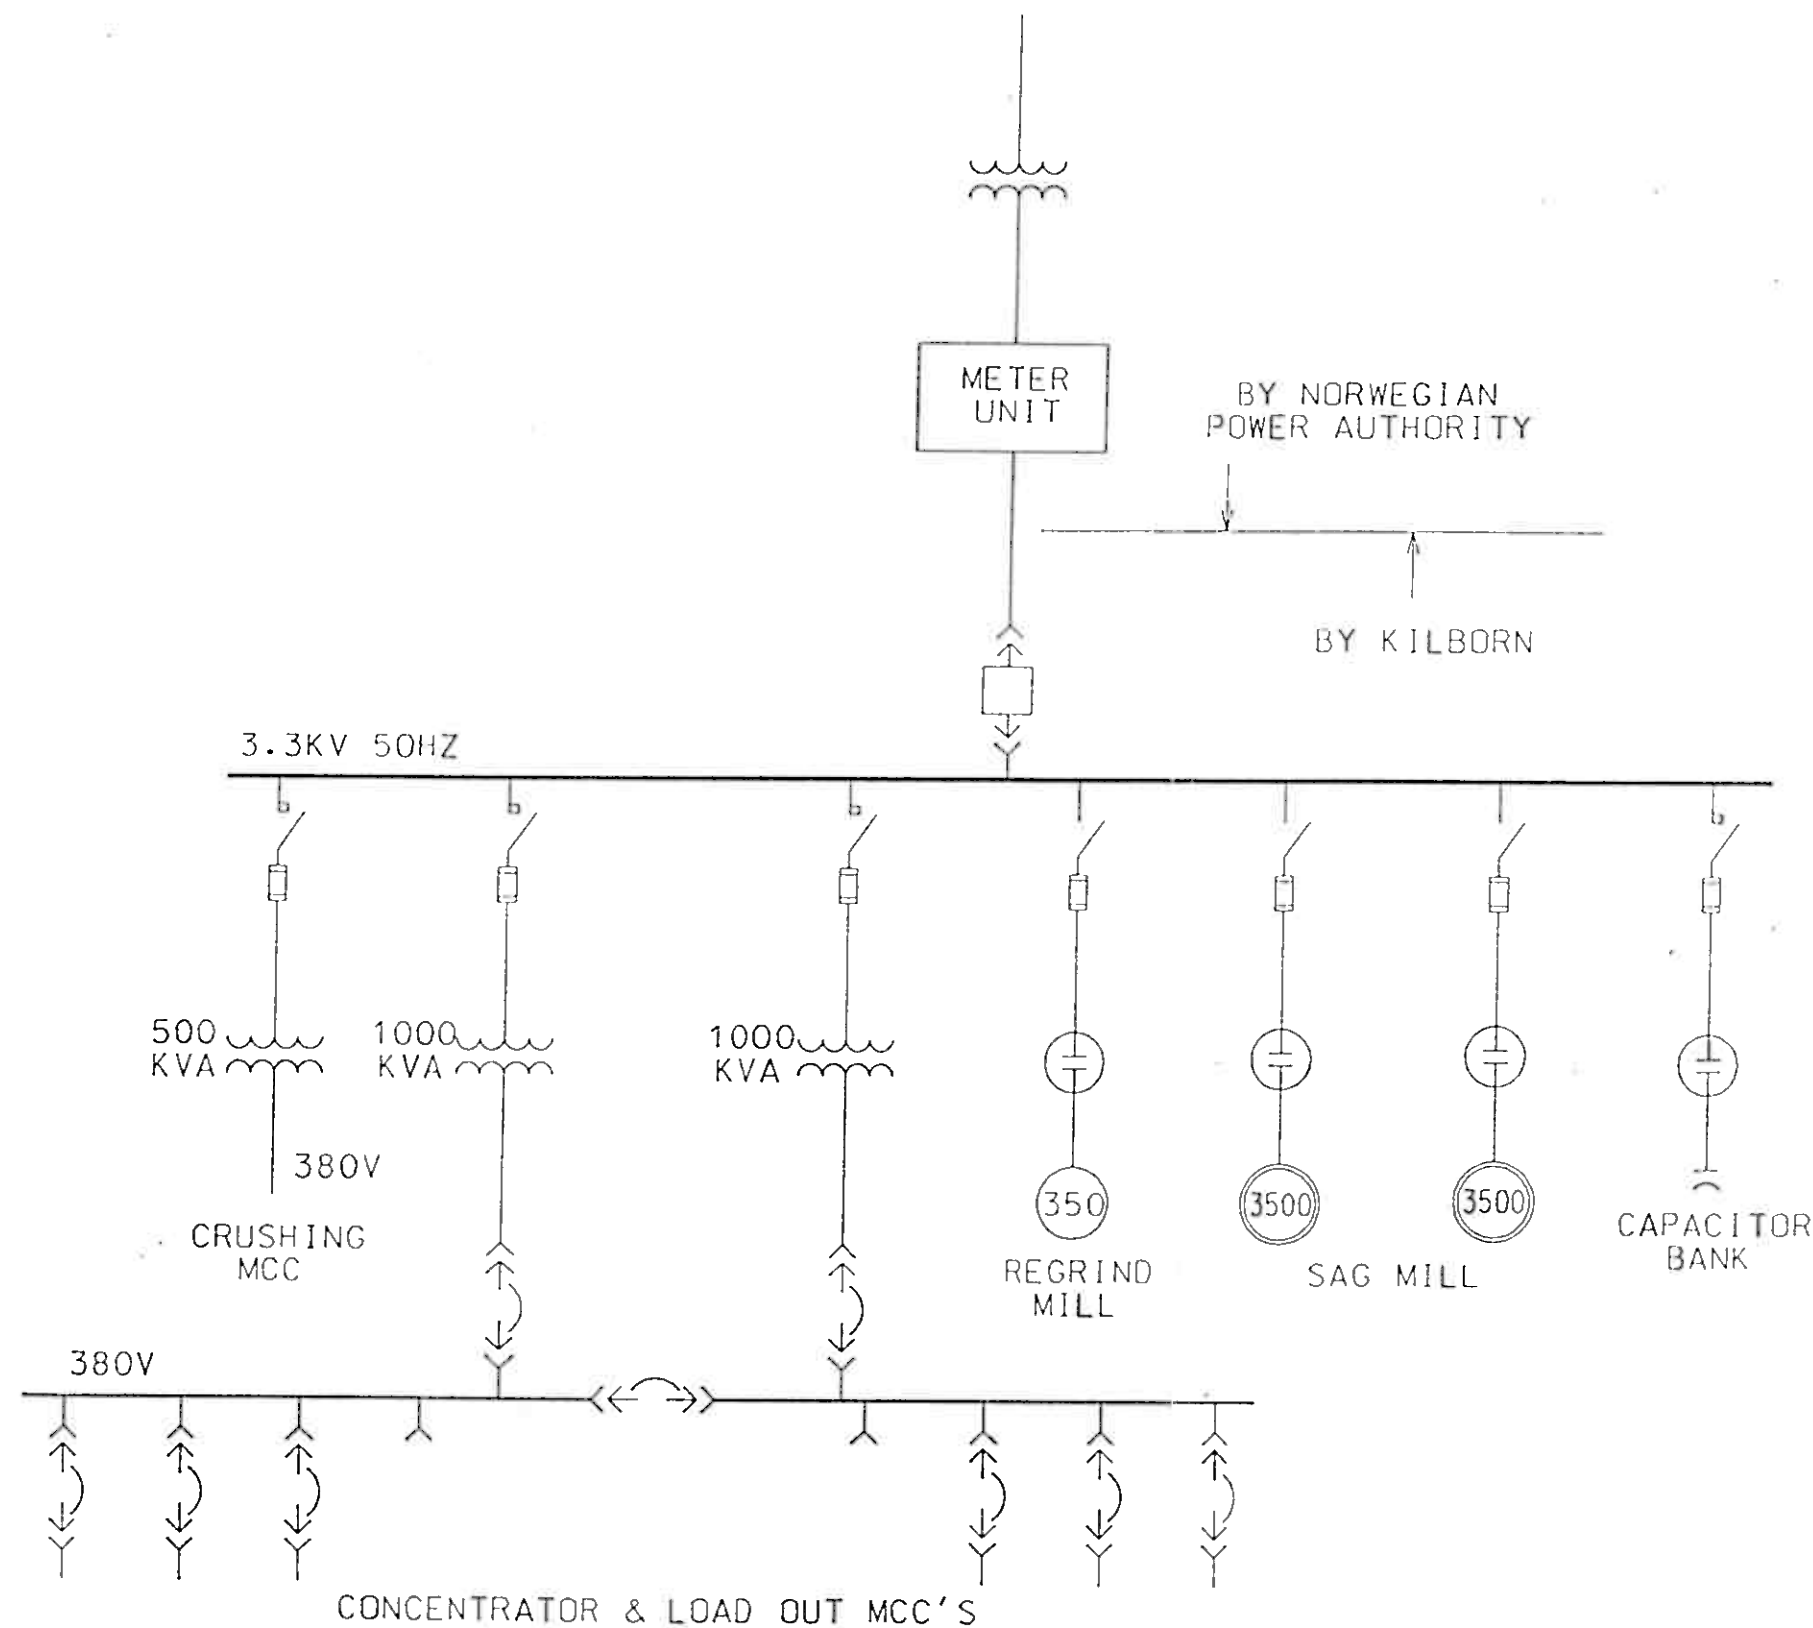 METER
UNIT
BY NORWEGIAN
POWER AUTHORITY
BY KILBORN
3.3KV 50HZ
500
KVA
1000
KVA
1000
KVA
380V
CRUSHING
MCC
350
REGRIND
MILL
3500
3500
SAG MILL
CAPACITOR
BANK
380V
CONCENTRATOR & LOAD OUT MCC'S